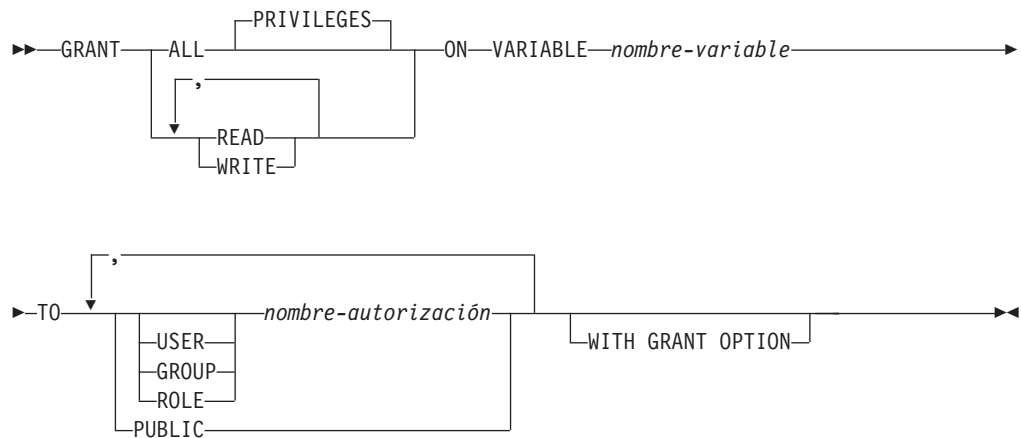 PRIVILEGES
GRANT ALL ON VARIABLE nombre-variable
,
READ
WRITE
,
TO nombre-autorización
USER WITH GRANT OPTION
GROUP
ROLE
PUBLIC